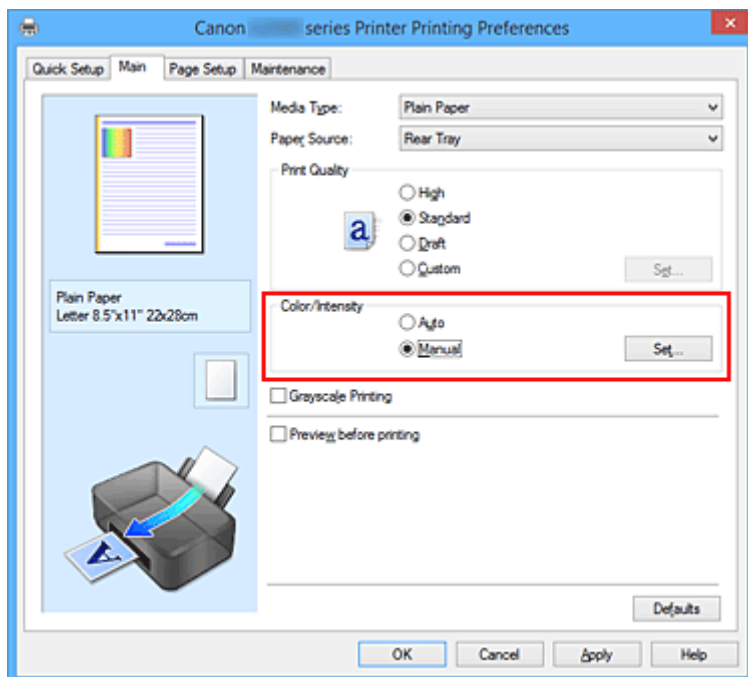 Canon series Printer Printing Preferences
Quick Setup Main Page Setup Maintenance
Media Type: Plain Paper
Paper Source: Rear Tray
Print Quality
High
Standard
Draft
Custom Set...
Plain Paper
Letter 8.5"x11" 22x28cm
Color/Intensity
Auto
Manual Set...
Grayscale Printing
Preview before printing
Defaults
OK Cancel Apply Help